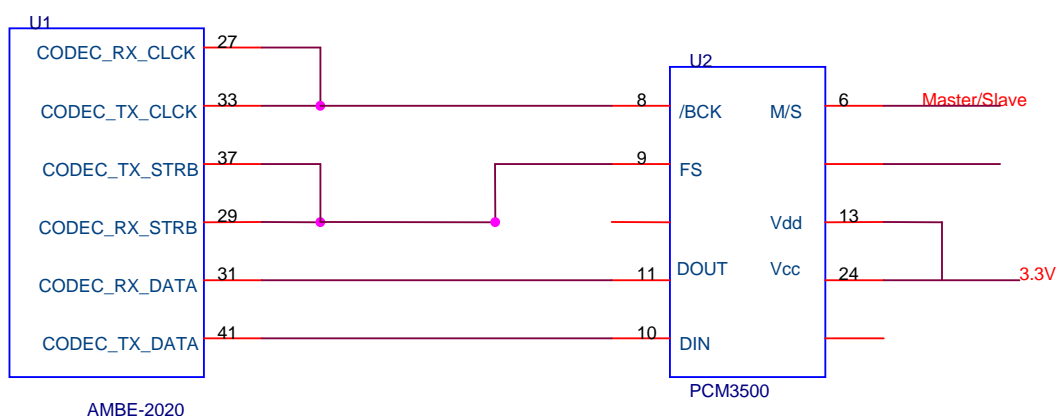 U1
CODEC_RX_CLCK 27
CODEC_TX_CLCK 33
CODEC_TX_STRB 37
CODEC_RX_STRB 29
CODEC_RX_DATA 31
CODEC_TX_DATA 41
AMBE-2020
U2
8 /BCK M/S 6 Master/Slave
9 FS
Vdd 13
11 DOUT Vcc 24 3.3V
10 DIN
PCM3500